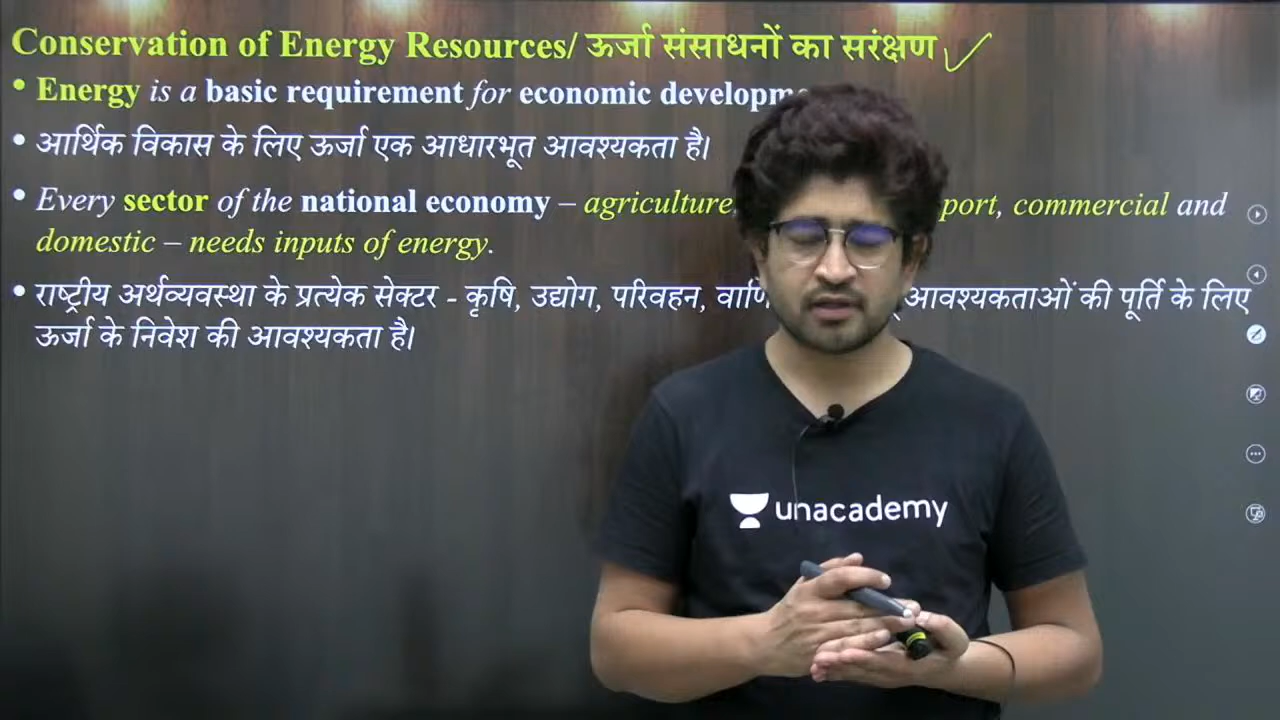 Conservation of Energy Resources/ ऊर्जा संसाधनों का सरंक्षण
• Energy is a basic requirement for economic
• आर्थिक विकास के लिए ऊर्जा एक आधारभूत आवश्यकता है।
• Every sector of the national economy – agriculture, commercial and
domestic – needs inputs of energy.
• राष्ट्रीय अर्थव्यवस्था के प्रत्येक सेक्टर - कृषि, उद्योग, परिवहन, आवश्यकताओं की पूर्ति के लिए
ऊर्जा के निवेश की आवश्यकता है।
unacademy